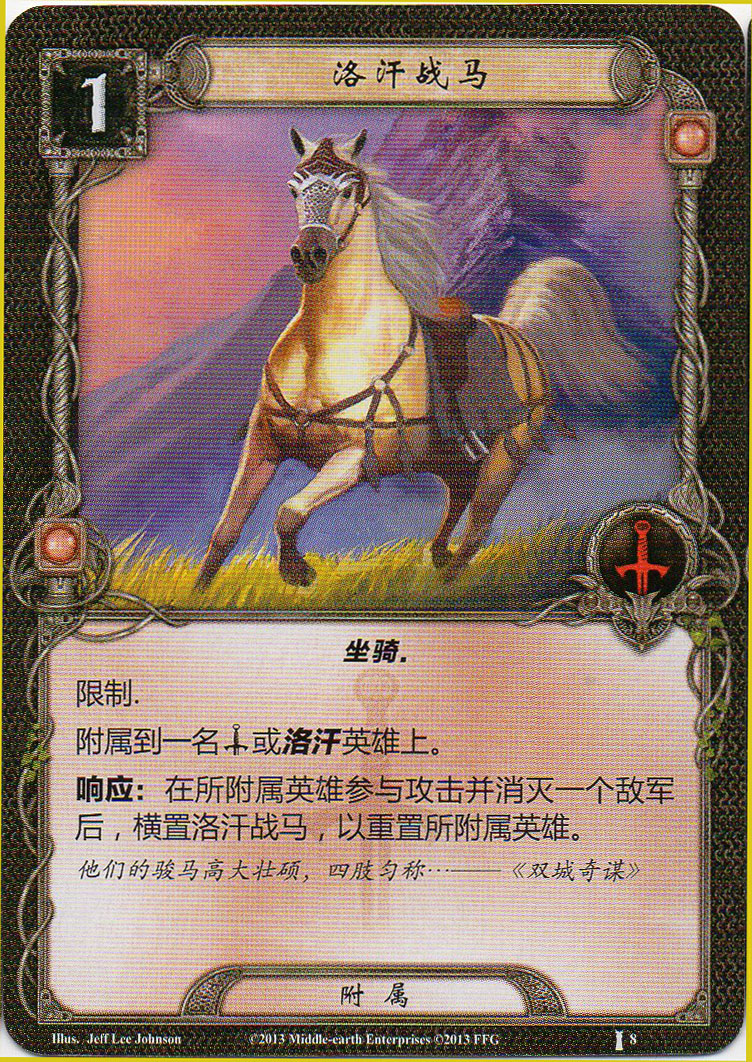 洛汗战马
1
坐骑.
限制.
附属到一名或洛汗英雄上。
响应：在所附属英雄参与攻击并消灭一个敌军
后，横置洛汗战马，以重置所附属英雄。
他们的骏马高大壮硕，四肢匀称…——《双城奇谋》
附 属
Illus. Jeff Lee Johnson ©2013 Middle-earth Enterprises ©2013 FFG 8